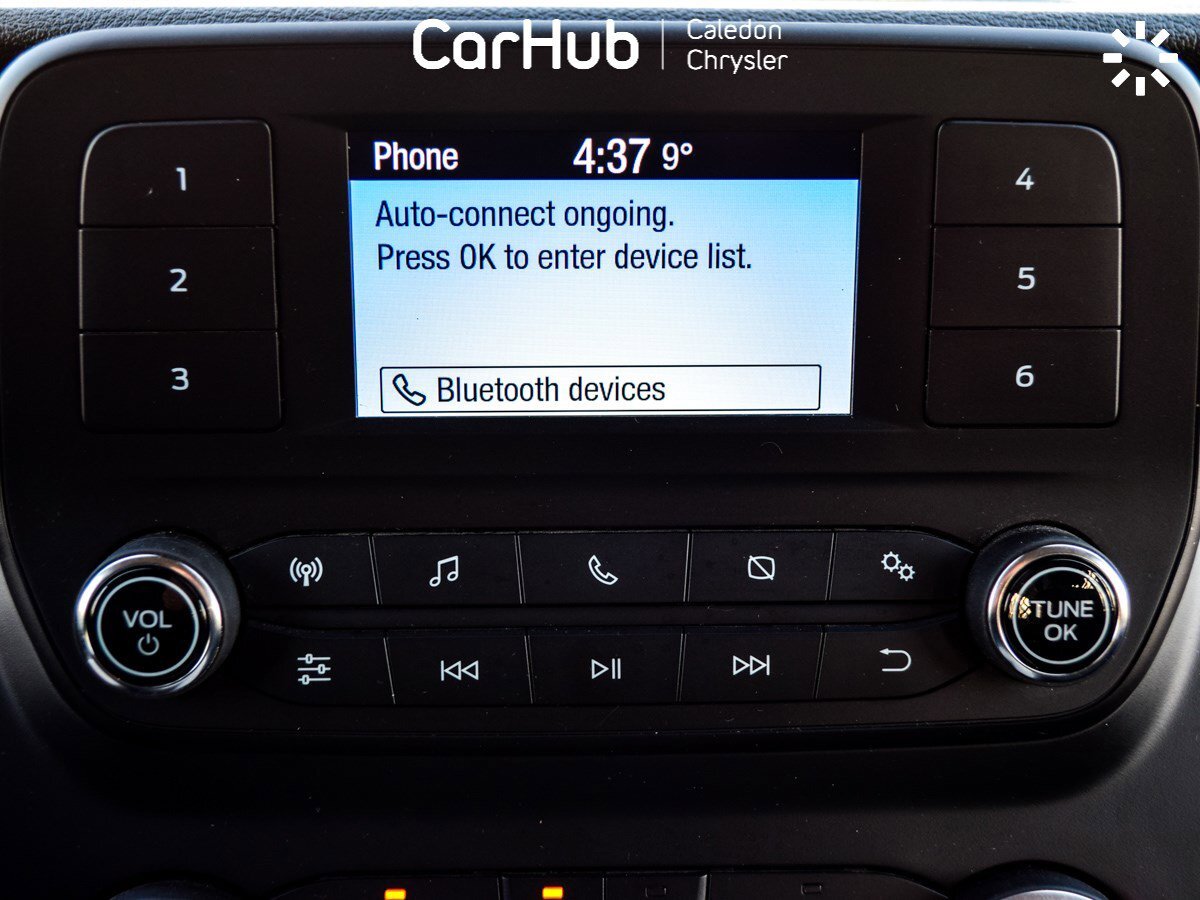 CarHub
Caledon
Chrysler
Phone 4:37 9°
Auto-connect ongoing.
Press OK to enter device list.
Bluetooth devices
1
2
3
4
5
6
VOL
TUNE
OK